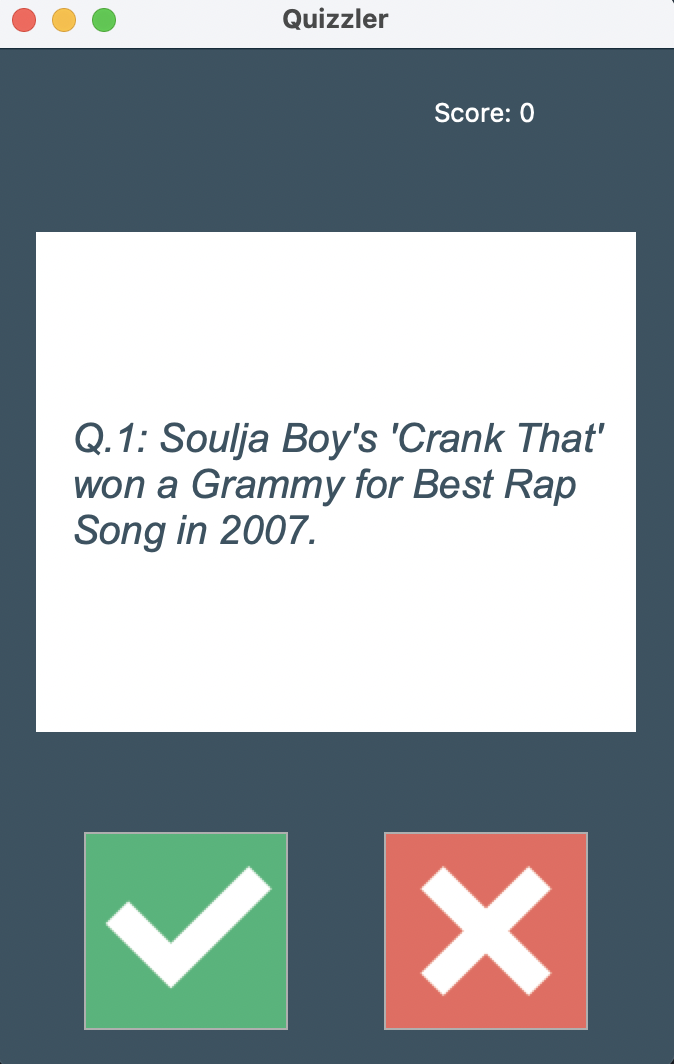 Quizzler
Score: 0
Q.1: Soulja Boy's 'Crank That'
won a Grammy for Best Rap
Song in 2007.